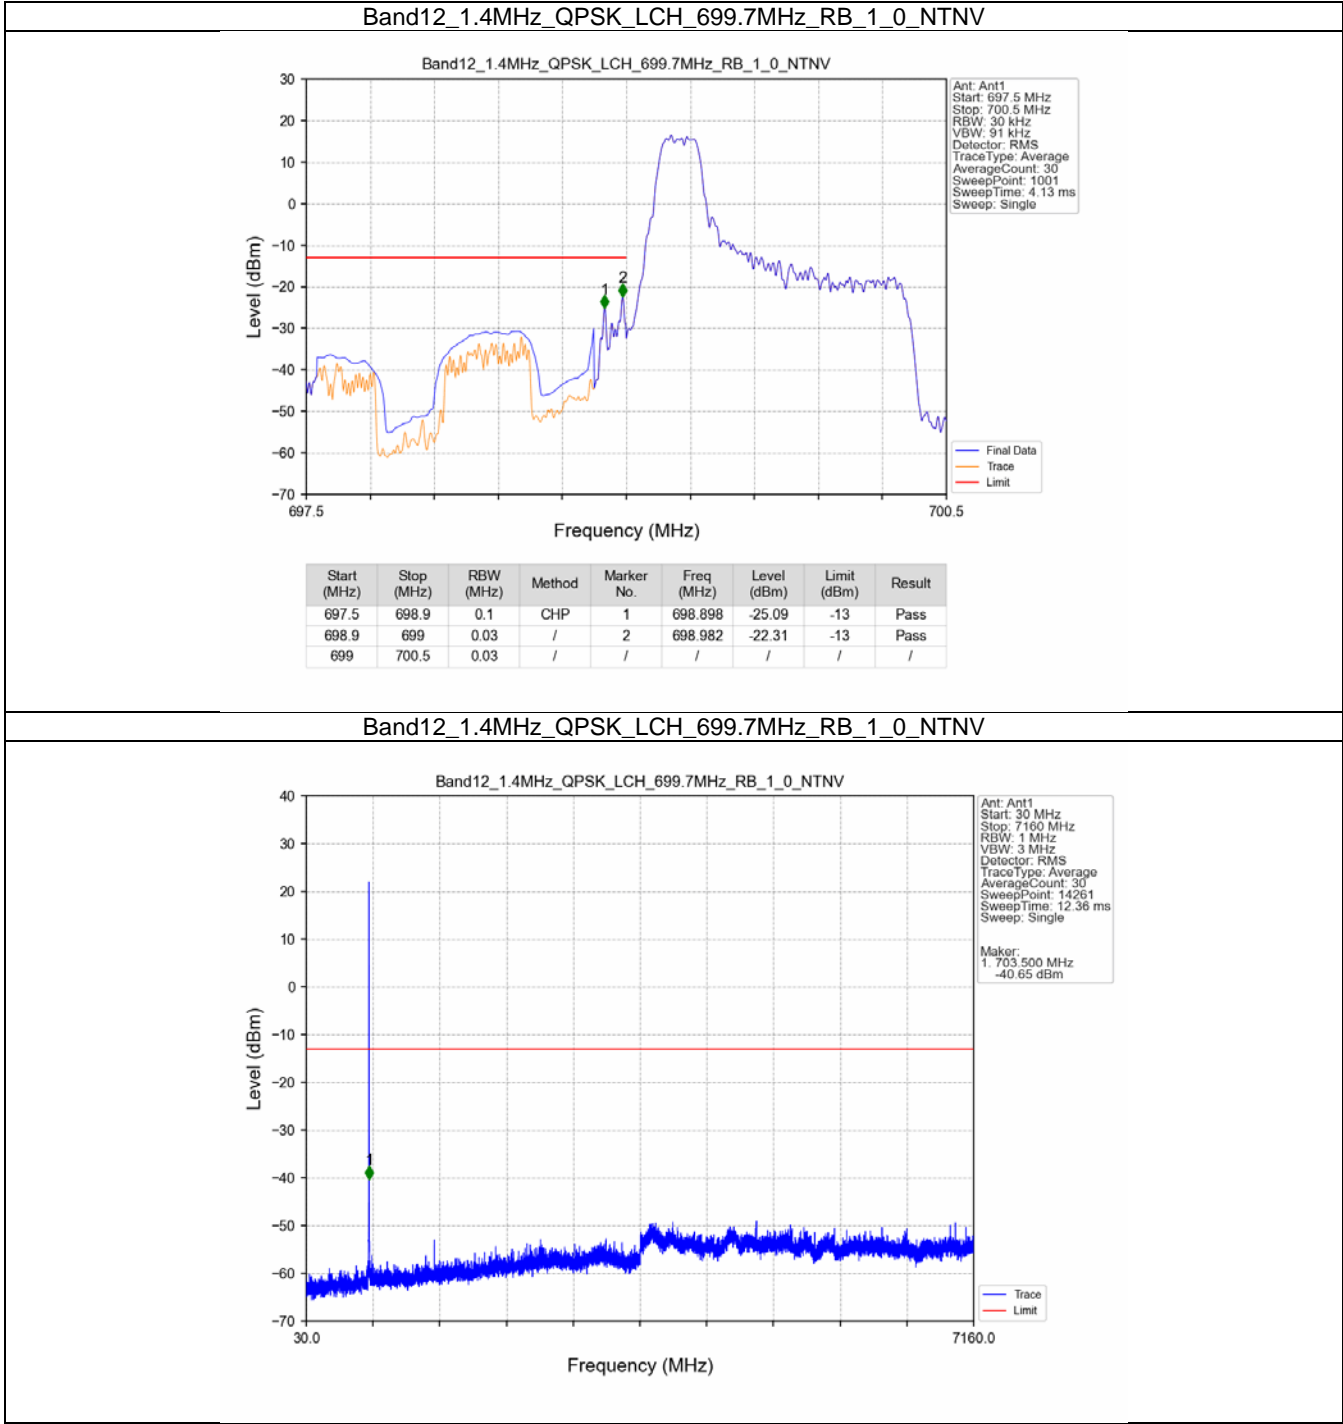 Band12_1.4MHz_QPSK_LCH_699.7MHz_RB_1_0_NTNV
Band12_1.4MHz_QPSK_LCH_699.7MHz_RB_1_0_NTNV
30
20
10
0
−10
−20
−30
−40
−50
−60
−70
Level (dBm)
1
2
697.5
700.5
Frequency (MHz)
Ant: Ant1
Start: 697.5 MHz
Stop: 700.5 MHz
RBW: 30 kHz
VBW: 91 kHz
Detector: RMS
TraceType: Average
AverageCount: 30
SweepPoint: 1001
SweepTime: 4.13 ms
Sweep: Single
Final Data
Trace
Limit
Start (MHz) Stop (MHz) RBW (MHz) Method Marker No. Freq (MHz) Level (dBm) Limit (dBm) Result
697.5 698.9 0.1 CHP 1 698.898 -25.09 -13 Pass
698.9 699 0.03 / 2 698.982 -22.31 -13 Pass
699 700.5 0.03 / / / / / /
Band12_1.4MHz_QPSK_LCH_699.7MHz_RB_1_0_NTNV
Band12_1.4MHz_QPSK_LCH_699.7MHz_RB_1_0_NTNV
40
30
20
10
0
−10
−20
−30
−40
−50
−60
−70
Level (dBm)
1
30.0
7160.0
Frequency (MHz)
Ant: Ant1
Start: 30 MHz
Stop: 7160 MHz
RBW: 1 MHz
VBW: 3 MHz
Detector: RMS
TraceType: Average
AverageCount: 30
SweepPoint: 14261
SweepTime: 12.36 ms
Sweep: Single
Maker:
1. 703.500 MHz
-40.65 dBm
Trace
Limit